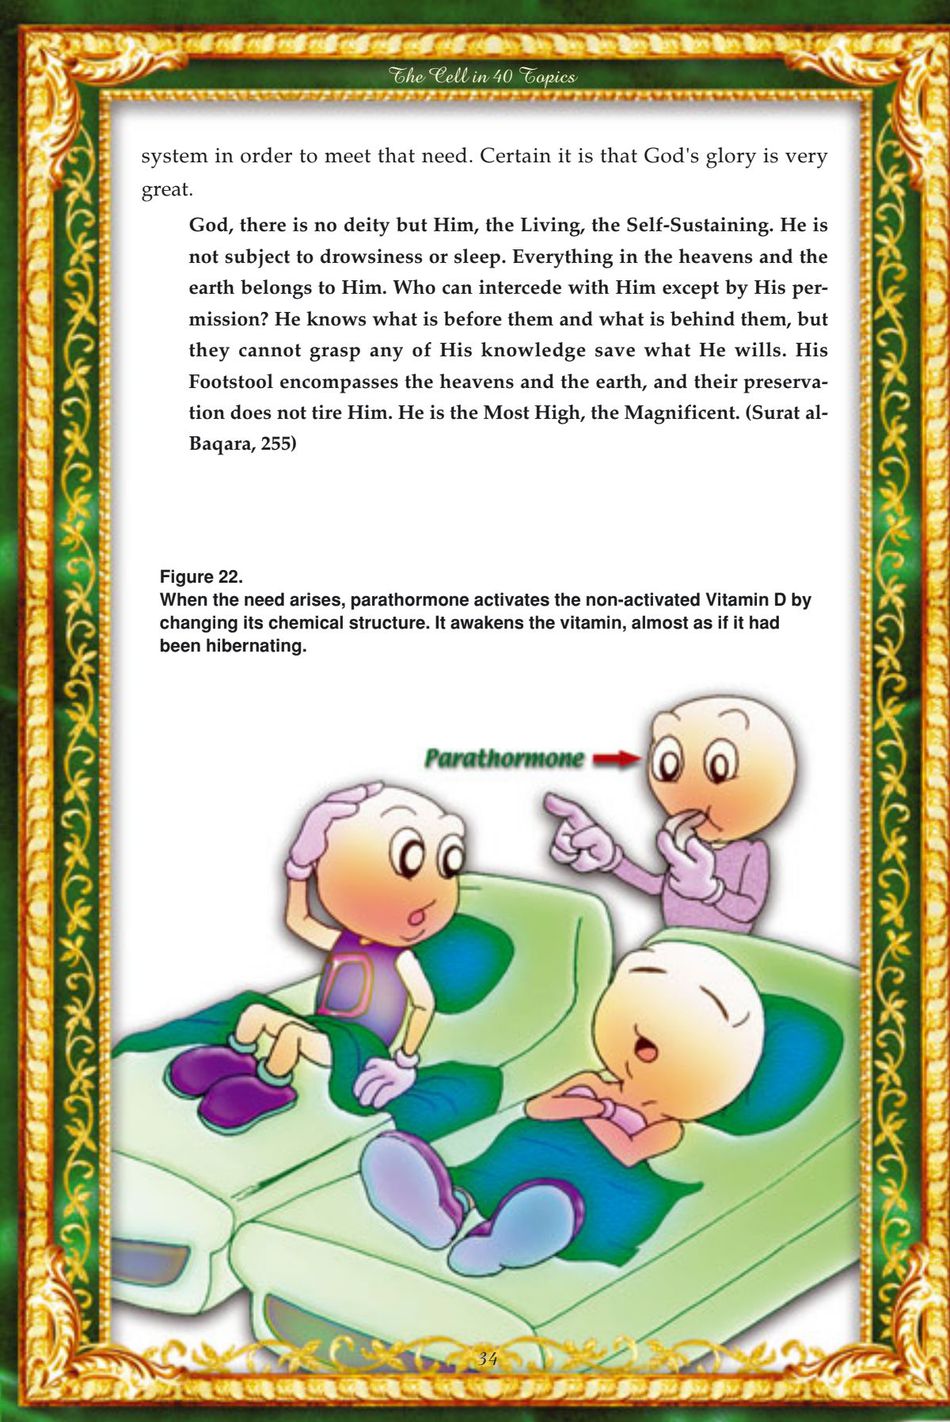 The Cell in 40 Topics
system in order to meet that need. Certain it is that God's glory is very
great.
God, there is no deity but Him, the Living, the Self-Sustaining. He is
not subject to drowsiness or sleep. Everything in the heavens and the
earth belongs to Him. Who can intercede with Him except by His per-
mission? He knows what is before them and what is behind them, but
they cannot grasp any of His knowledge save what He wills. His
Footstool encompasses the heavens and the earth, and their preserva-
tion does not tire Him. He is the Most High, the Magnificent. (Surat al-
Baqara, 255)
Figure 22.
When the need arises, parathormone activates the non-activated Vitamin D by
changing its chemical structure. It awakens the vitamin, almost as if it had
been hibernating.
Parathormone
34